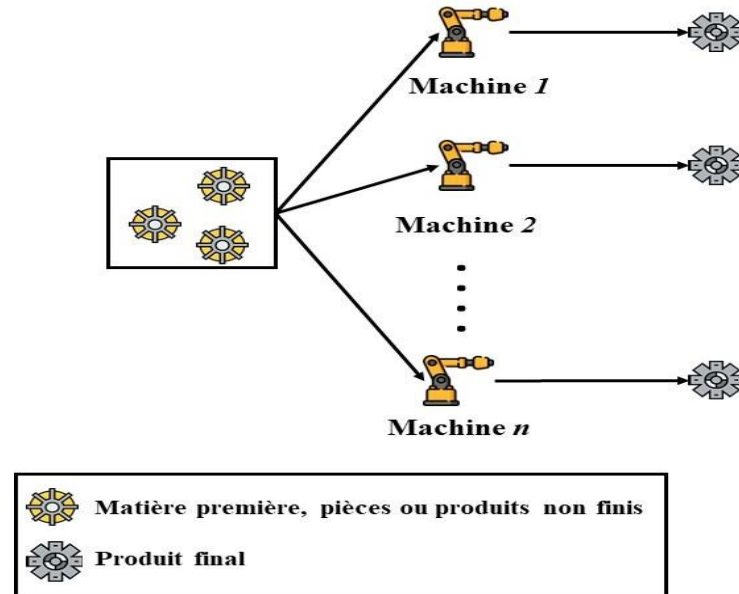 Machine 1
Machine 2
Machine n
Matière première, pièces ou produits non finis
Produit final